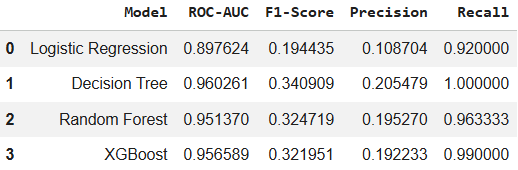 Model ROC-AUC F1-Score Precision Recall
0 Logistic Regression 0.897624 0.194435 0.108704 0.920000
1 Decision Tree 0.960261 0.340909 0.205479 1.000000
2 Random Forest 0.951370 0.324719 0.195270 0.963333
3 XGBoost 0.956589 0.321951 0.192233 0.990000